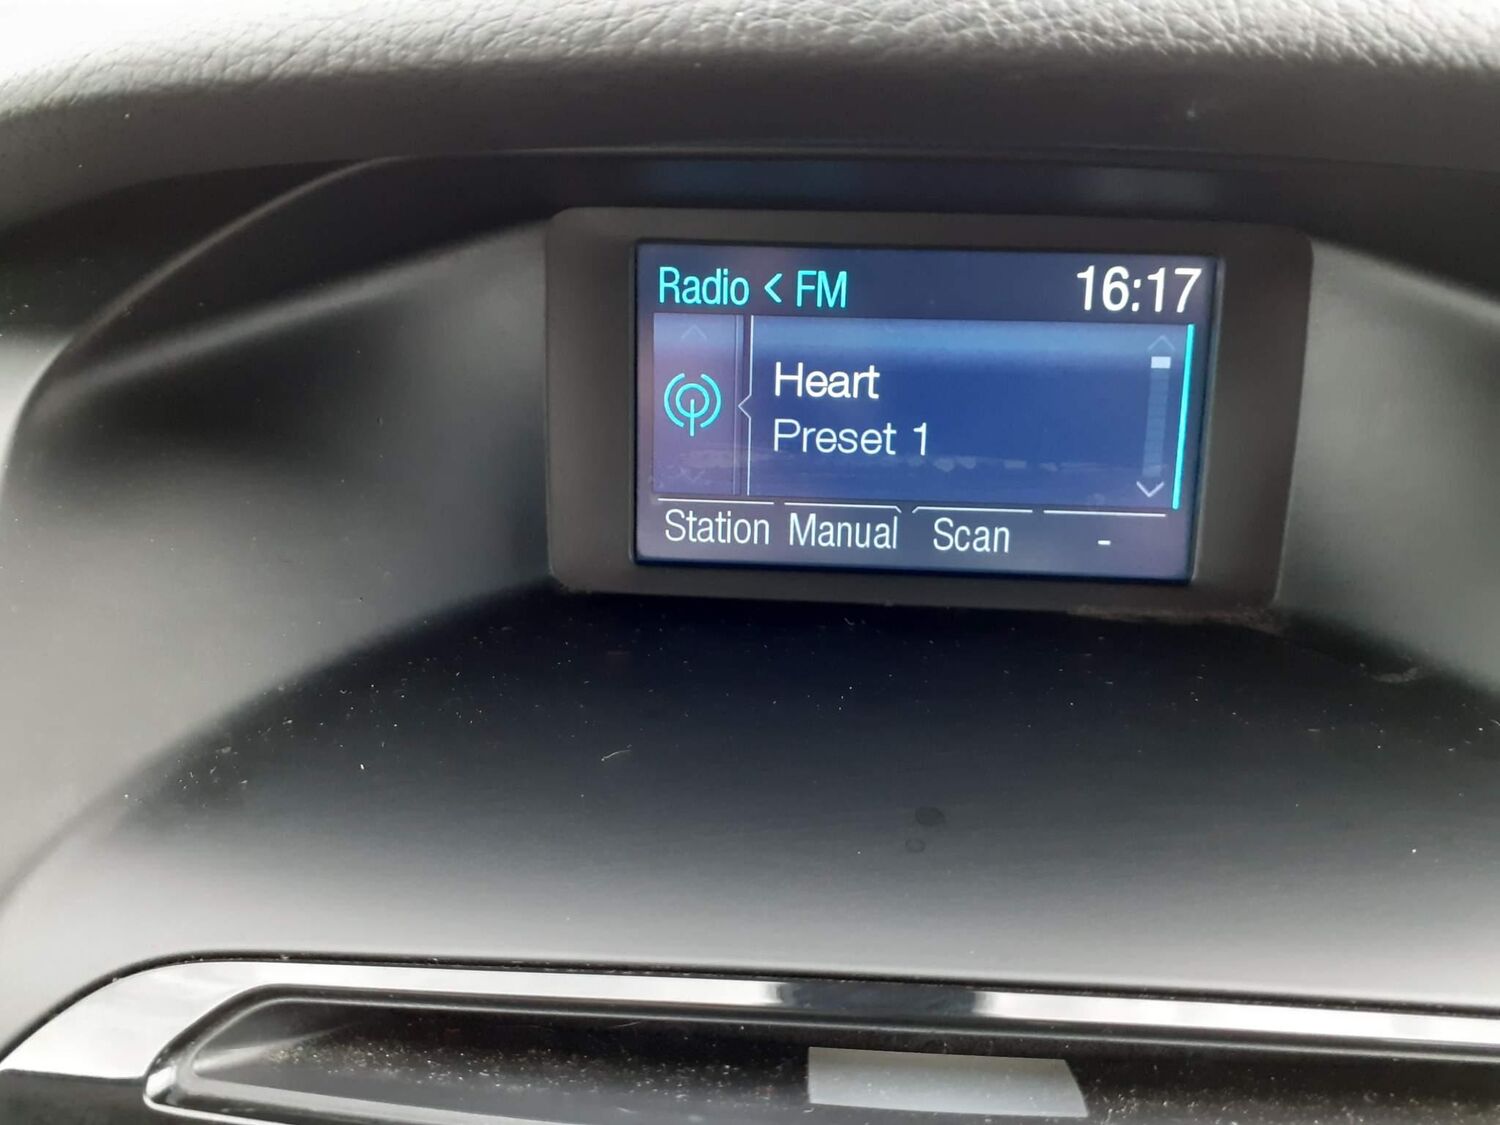 Radio < FM 16:17
Heart
Preset 1
Station Manual Scan -